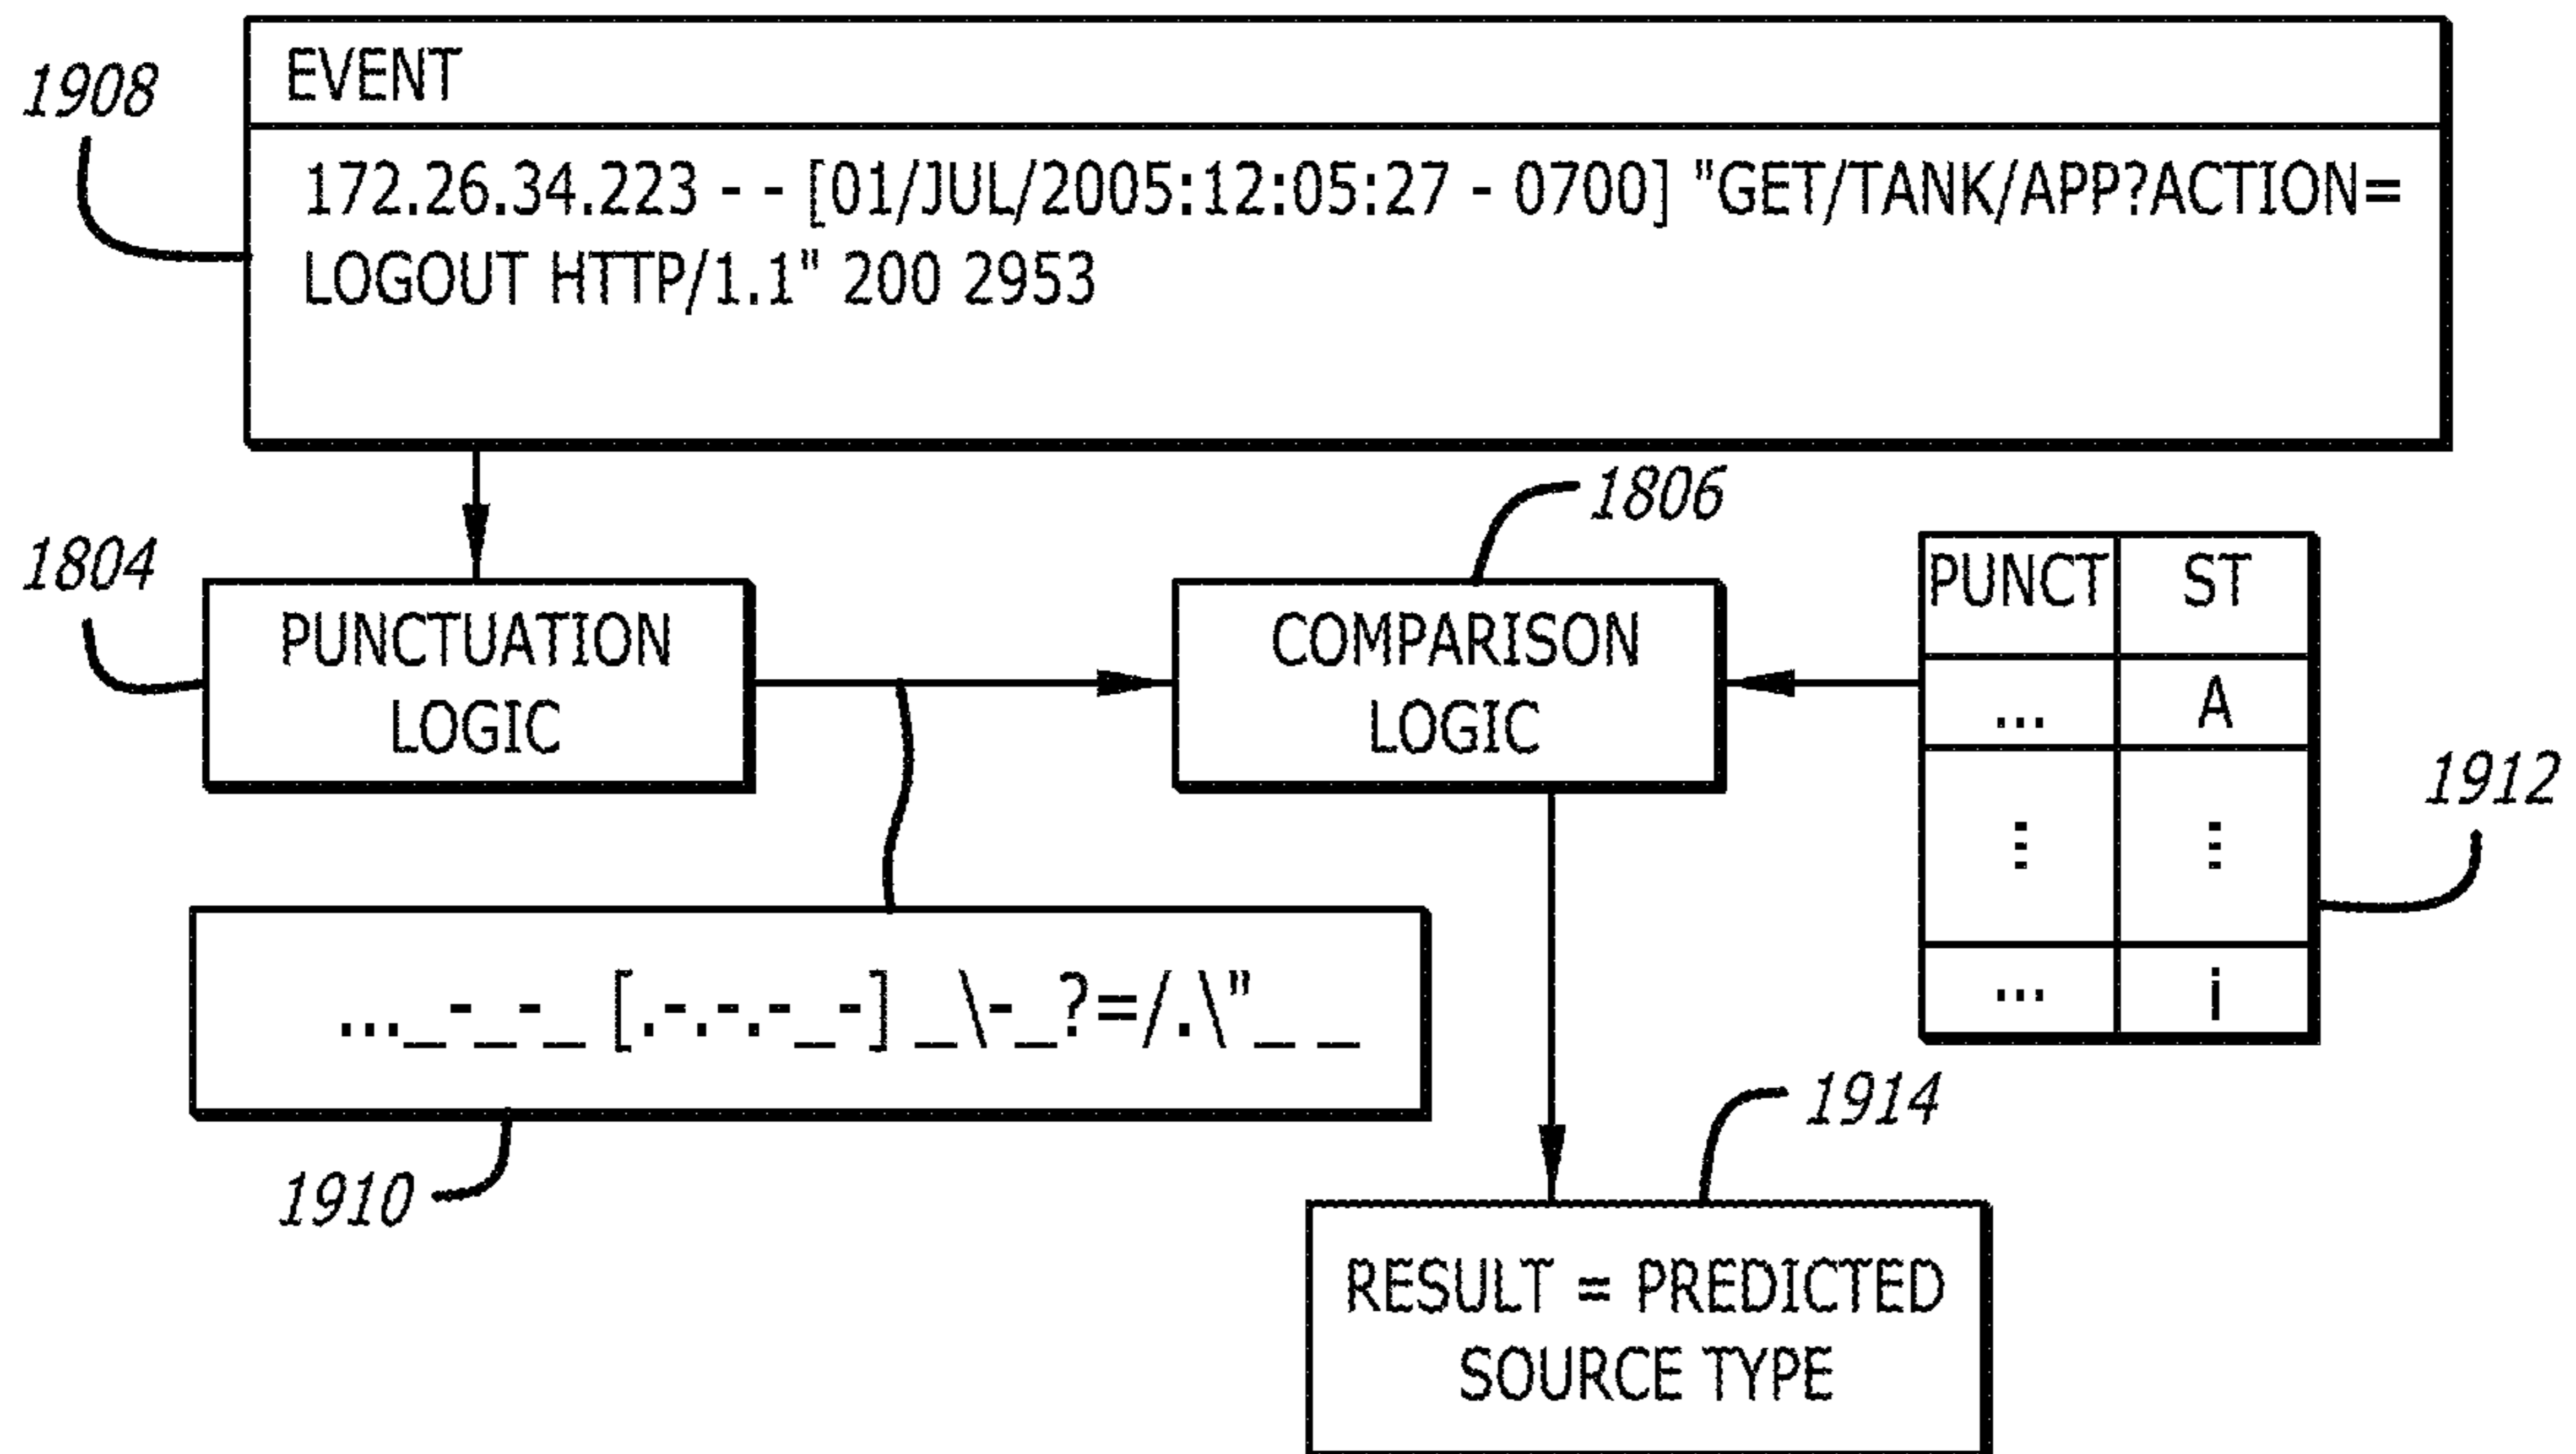 EVENT
1908
172.26.34.223 - - [01/JUL/2005:12:05:27 - 0700] "GET/TANK/APP?ACTION=
LOGOUT HTTP/1.1" 200 2953
1806
1804
PUNCTUATION
LOGIC
COMPARISON
LOGIC
PUNCT ST
... A
⋮ ⋮
... i
1912
..._-_-_ [.-.-.-_-] _\-_?=/.\"_ _
1910
1914
RESULT = PREDICTED
SOURCE TYPE